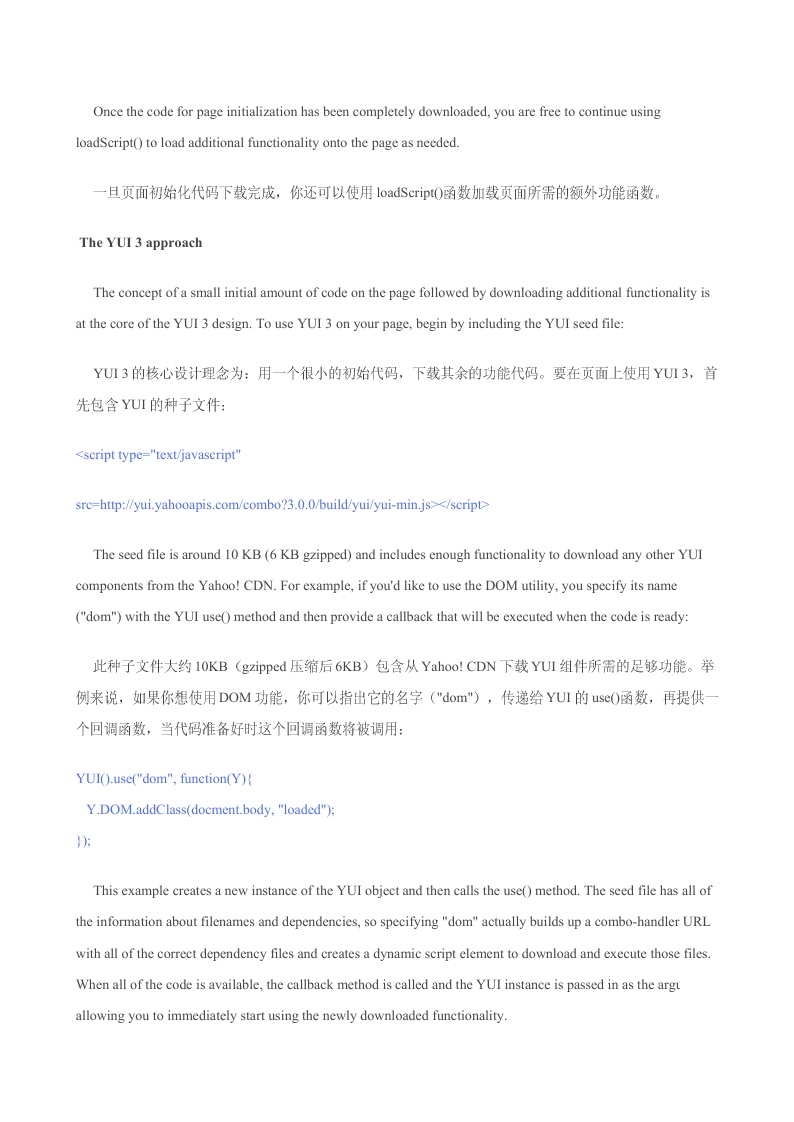 Once the code for page initialization has been completely downloaded, you are free to continue using
loadScript() to load additional functionality onto the page as needed.
一旦页面初始化代码下载完成，你还可以使用 loadScript()函数加载页面所需的额外功能函数。
The YUI 3 approach
The concept of a small initial amount of code on the page followed by downloading additional functionality is
at the core of the YUI 3 design. To use YUI 3 on your page, begin by including the YUI seed file:
YUI 3 的核心设计理念为：用一个很小的初始代码，下载其余的功能代码。要在页面上使用 YUI 3，首
先包含 YUI 的种子文件：
<script type="text/javascript"
src=http://yui.yahooapis.com/combo?3.0.0/build/yui/yui-min.js></script>
The seed file is around 10 KB (6 KB gzipped) and includes enough functionality to download any other YUI
components from the Yahoo! CDN. For example, if you'd like to use the DOM utility, you specify its name
("dom") with the YUI use() method and then provide a callback that will be executed when the code is ready:
此种子文件大约 10KB（gzipped 压缩后 6KB）包含从 Yahoo! CDN 下载 YUI 组件所需的足够功能。举
例来说，如果你想使用 DOM 功能，你可以指出它的名字（"dom"），传递给 YUI 的 use()函数，再提供一
个回调函数，当代码准备好时这个回调函数将被调用：
YUI().use("dom", function(Y){
Y.DOM.addClass(docment.body, "loaded");
});
This example creates a new instance of the YUI object and then calls the use() method. The seed file has all of
the information about filenames and dependencies, so specifying "dom" actually builds up a combo-handler URL
with all of the correct dependency files and creates a dynamic script element to download and execute those files.
When all of the code is available, the callback method is called and the YUI instance is passed in as the
allowing you to immediately start using the newly downloaded functionality.